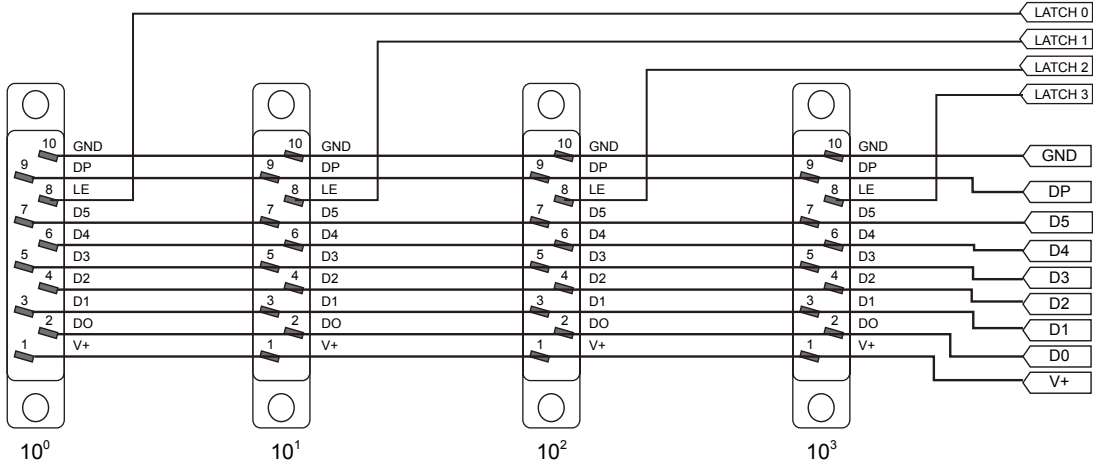 LATCH 0
LATCH 1
LATCH 2
LATCH 3
10 GND 10 GND 10 GND 10 GND GND
9 DP 9 DP 9 DP 9 DP DP
8 LE 8 LE 8 LE 8 LE
7 D5 7 D5 7 D5 7 D5 D5
6 D4 6 D4 6 D4 6 D4 D4
5 D3 5 D3 5 D3 5 D3 D3
4 D2 4 D2 4 D2 4 D2 D2
3 D1 3 D1 3 D1 3 D1 D1
2 DO 2 DO 2 DO 2 DO D0
1 V+ 1 V+ 1 V+ 1 V+ V+
10⁰ 10¹ 10² 10³